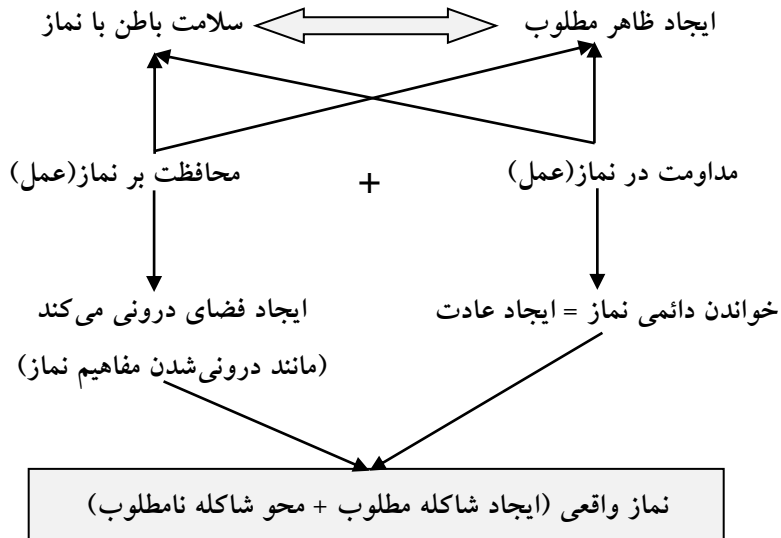 ایجاد ظاهر مطلوب
سلامت باطن با نماز
مداومت در نماز(عمل)
+
محافظت بر نماز(عمل)
خواندن دائمی نماز = ایجاد عادت
ایجاد فضای درونی می‌کند
(مانند درونی‌شدن مفاهیم نماز)
نماز واقعی (ایجاد شاکله مطلوب + محو شاکله نامطلوب)